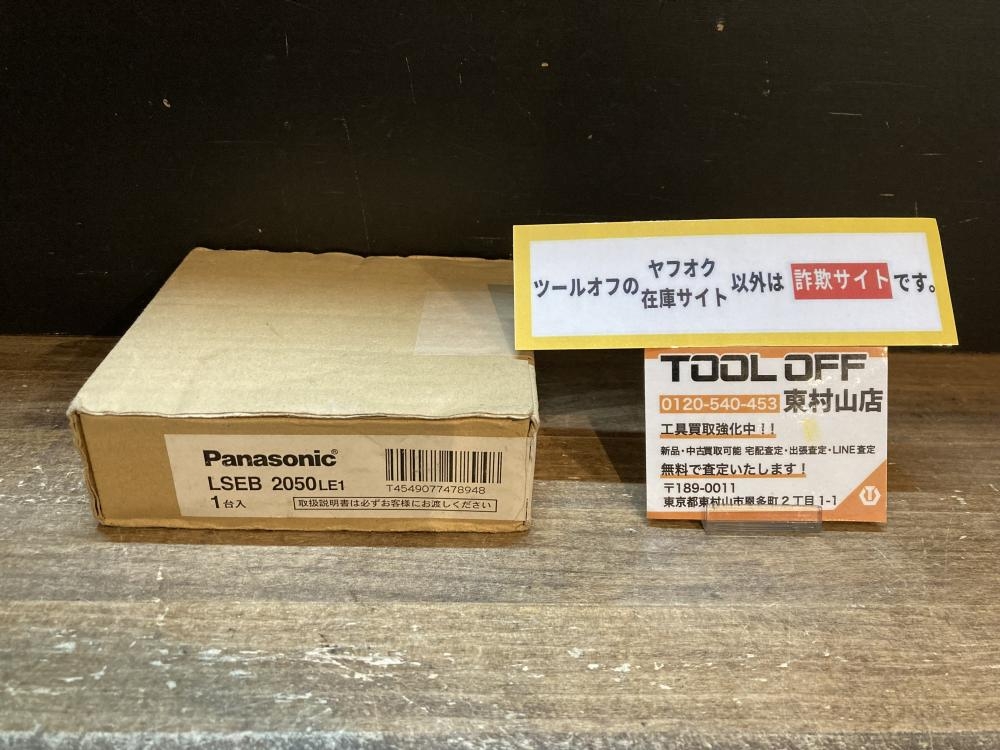 Panasonic®
LSEB 2050LE1
1台入
T4549077478948
取扱説明書は必ずお客様にお渡しください
ツールオフの ヤフオク 在庫サイト 以外は 詐欺サイト です。
TOOL OFF
0120-540-453 東村山店
工具買取強化中!!
新品・中古買取可能 宅配査定・出張査定・LINE査定
無料で査定いたします!
〒189-0011
東京都東村山市恩多町2丁目1-1